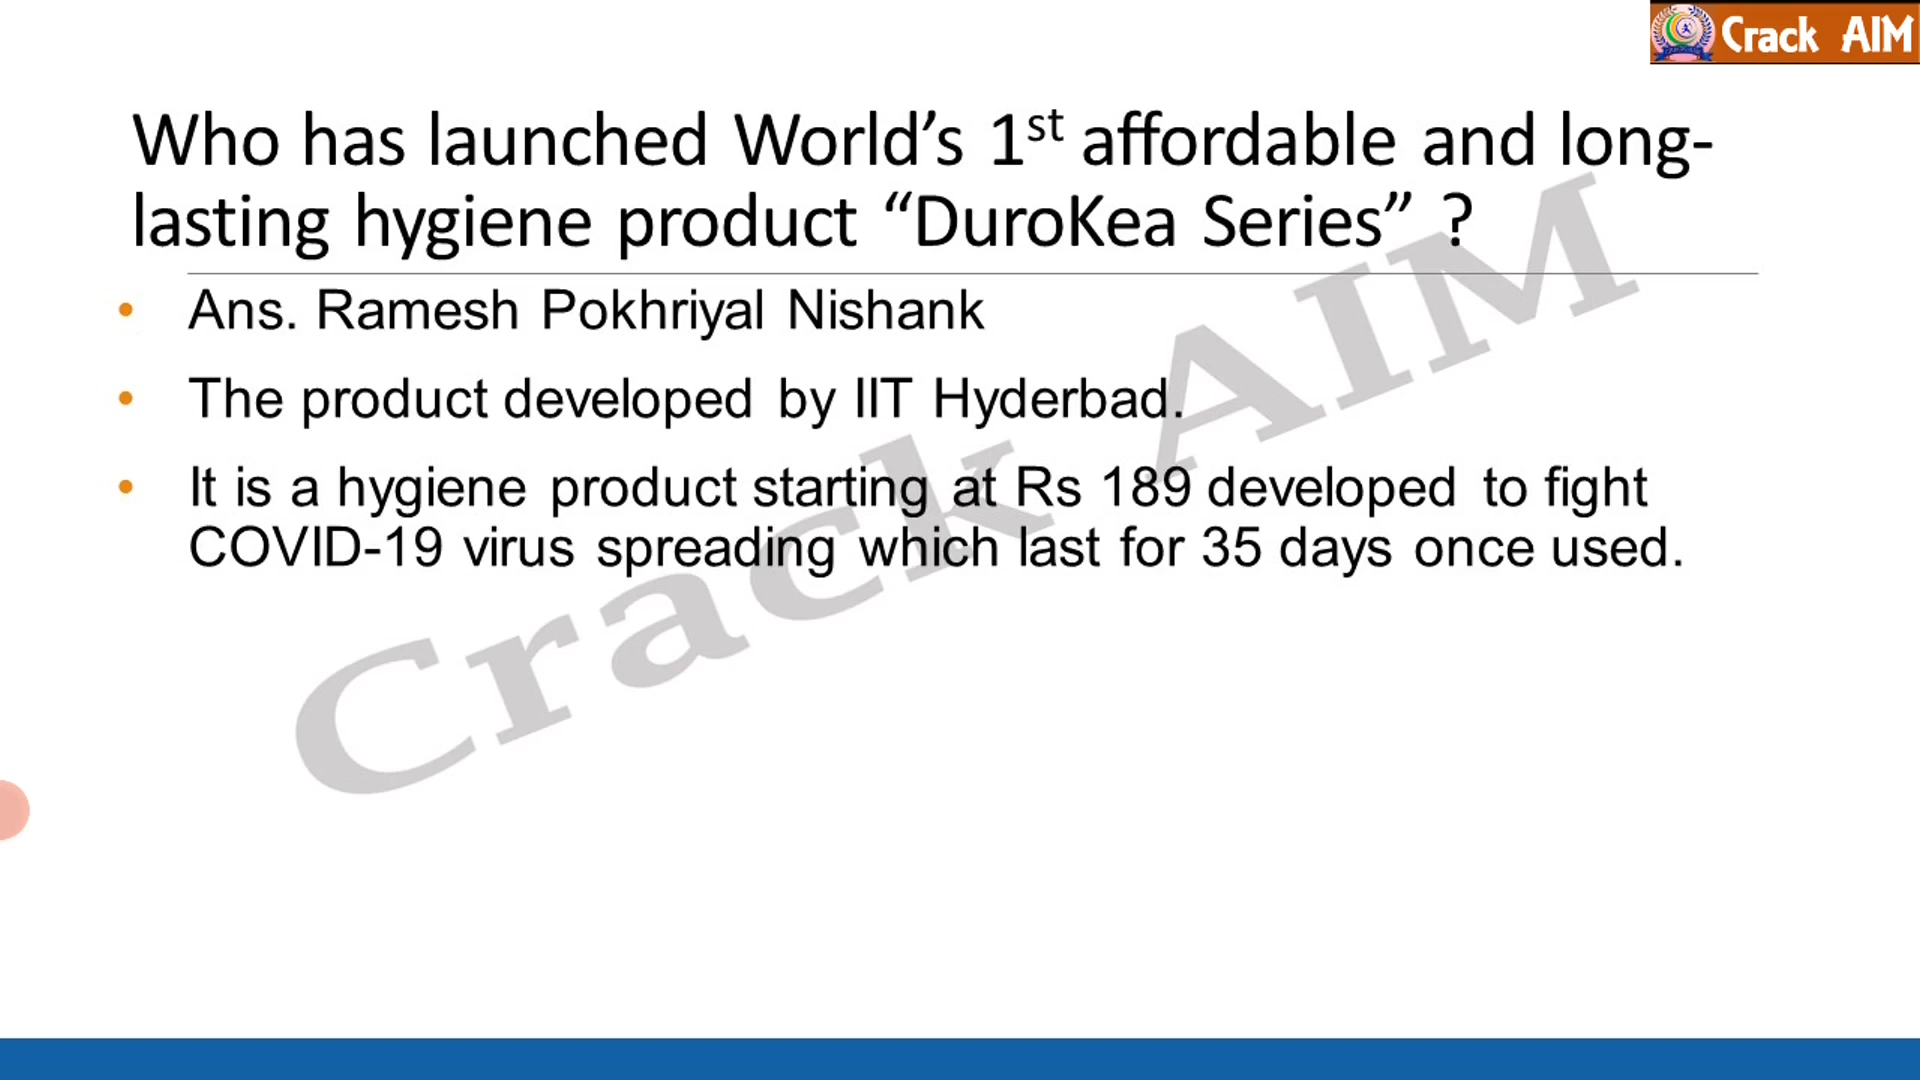 Crack AIM
Who has launched World’s 1st affordable and long-
lasting hygiene product “DuroKea Series” ?
• Ans. Ramesh Pokhriyal Nishank
• The product developed by IIT Hyderbad.
• It is a hygiene product starting at Rs 189 developed to fight
COVID-19 virus spreading which last for 35 days once used.
Crack AIM